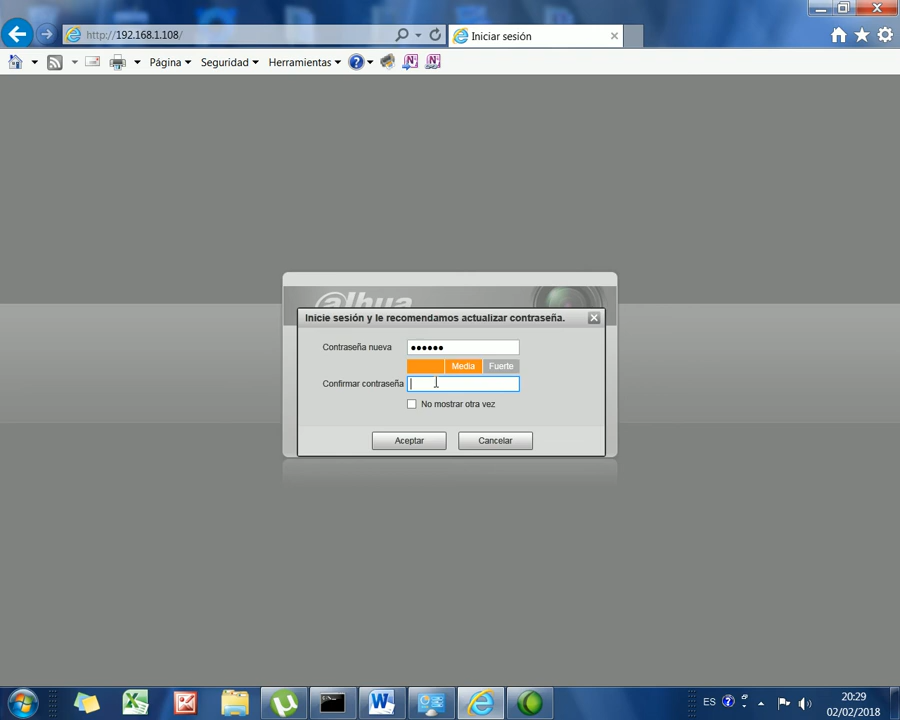 http://192.168.1.108/
Iniciar sesión
Página
Seguridad
Herramientas
alhua
Inicie sesión y le recomendamos actualizar contraseña.
Contraseña nueva
Media
Fuerte
Confirmar contraseña
No mostrar otra vez
Aceptar
Cancelar
ES
20:29
02/02/2018